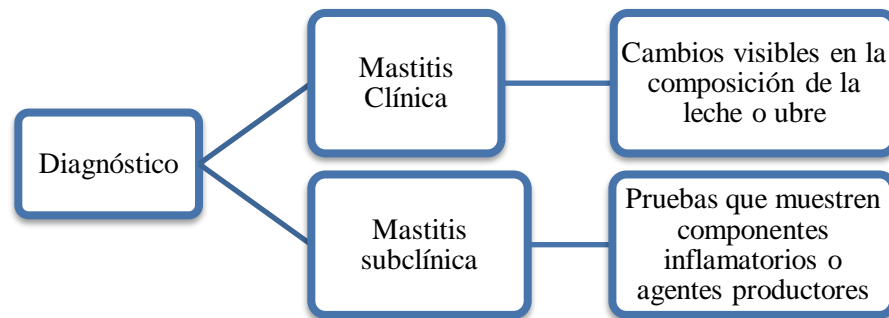 Diagnóstico
Mastitis
Clínica
Cambios visibles en la
composición de la
leche o ubre
Mastitis
subclínica
Pruebas que muestren
componentes
inflamatorios o
agentes productores